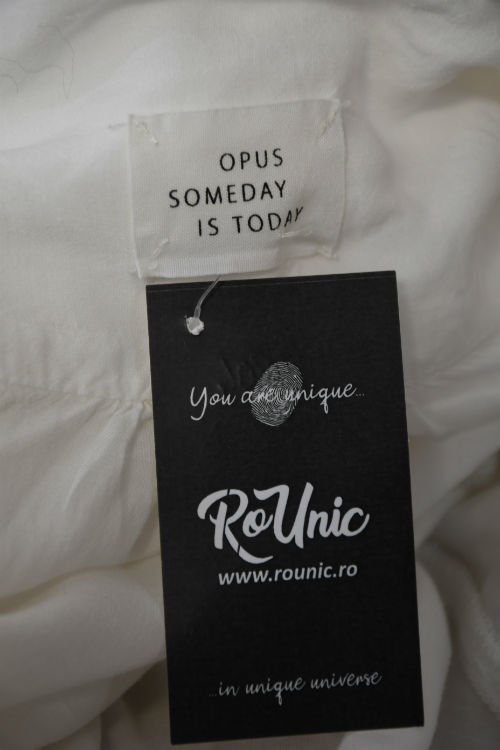 OPUS
SOMEDAY
IS TODAY
You are unique...
RoUnic
www.rounic.ro
...in unique universe